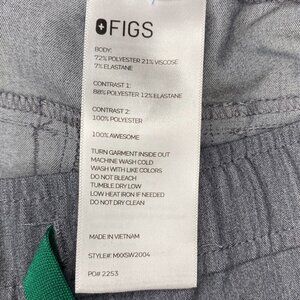 FIGS
BODY:
72% POLYESTER 21% VISCOSE
7% ELASTANE
CONTRAST 1:
88% POLYESTER 12% ELASTANE
CONTRAST 2:
100% POLYESTER
100% AWESOME
TURN GARMENT INSIDE OUT
MACHINE WASH COLD
WASH WITH LIKE COLORS
DO NOT BLEACH
TUMBLE DRY LOW
LOW HEAT IRON IF NEEDED
DO NOT DRY CLEAN
MADE IN VIETNAM
STYLE#: MXXSW2004
PO# 2253